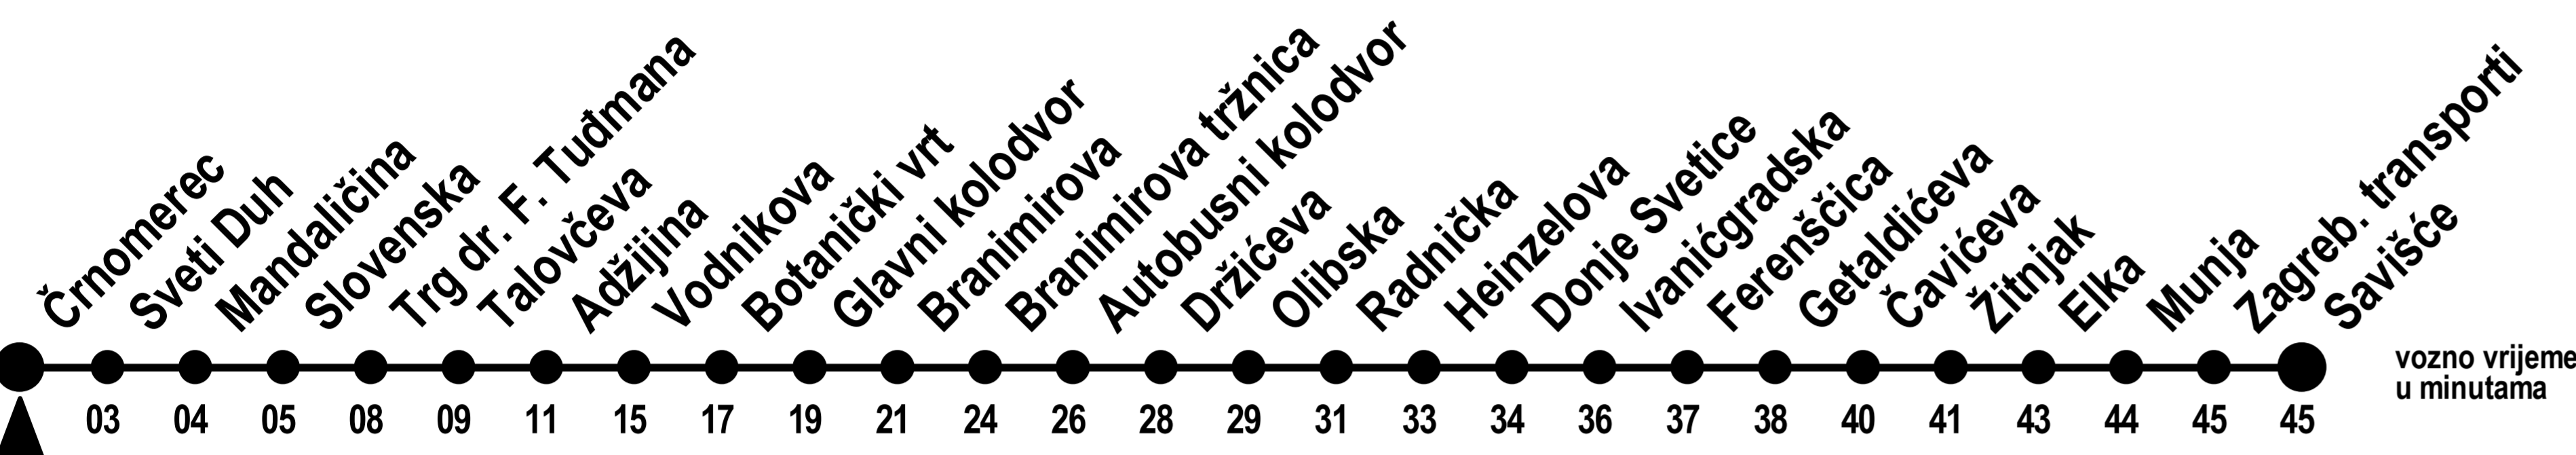 Črnomerec
Sveti Duh
Mandaličina
Slovenska
Trg dr. F. Tuđmana
Talovčeva
Adžijina
Vodnikova
Botanički vrt
Glavni kolodvor
Branimirova
Branimirova tržnica
Autobusni kolodvor
Držićeva
Olibska
Radnička
Heinzelova
Donje Svetice
Ivanićgradska
Ferenščica
Getaldićeva
Čavićeva
Žitnjak
Elka
Munja
Zagreb. transporti
Savišće
vozno vrijeme
u minutama
03 04 05 08 09 11 15 17 19 21 24 26 28 29 31 33 34 36 37 38 40 41 43 44 45 45